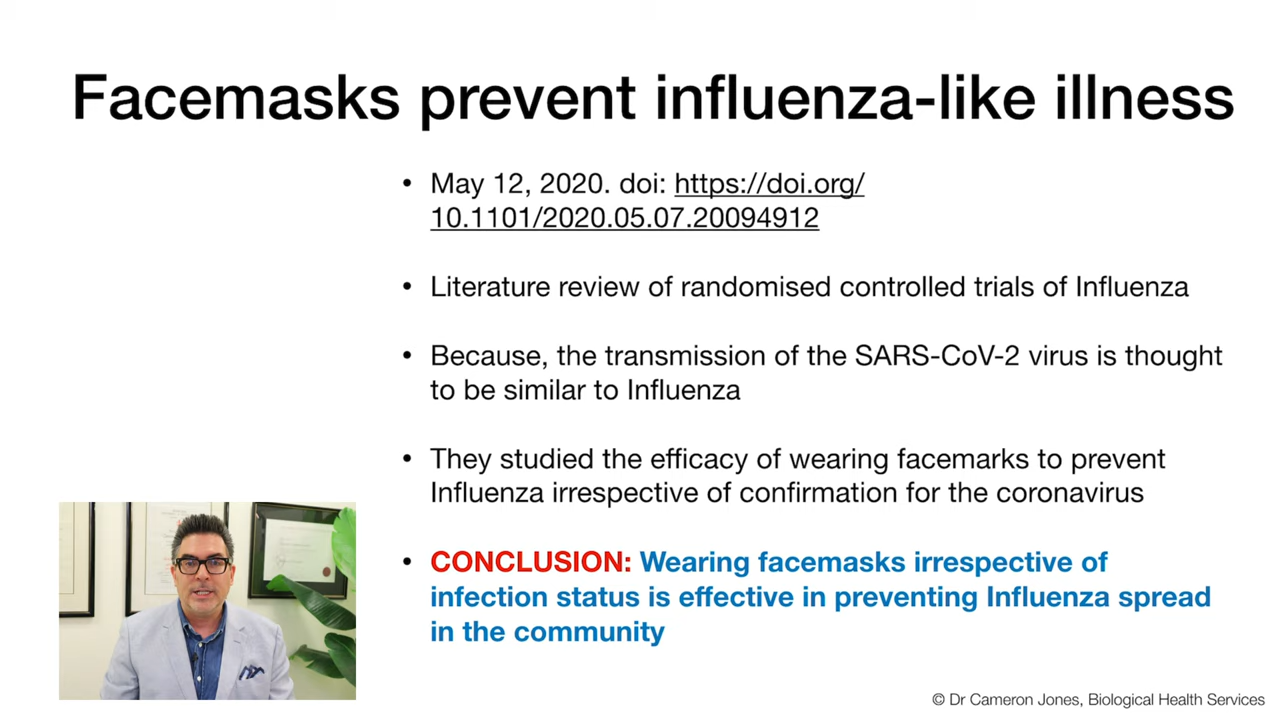 Facemasks prevent influenza-like illness
• May 12, 2020. doi: https://doi.org/
10.1101/2020.05.07.20094912
• Literature review of randomised controlled trials of Influenza
• Because, the transmission of the SARS-CoV-2 virus is thought
to be similar to Influenza
• They studied the efficacy of wearing facemarks to prevent
Influenza irrespective of confirmation for the coronavirus
• CONCLUSION: Wearing facemasks irrespective of
infection status is effective in preventing Influenza spread
in the community
© Dr Cameron Jones, Biological Health Services